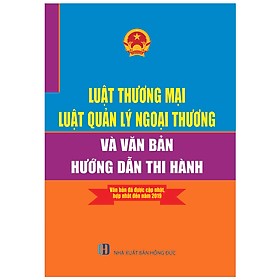 LUẬT THƯƠNG MẠI
LUẬT QUẢN LÝ NGOẠI THƯƠNG
VÀ VĂN BẢN
HƯỚNG DẪN THI HÀNH
Văn bản đã được cập nhật,
hợp nhất đến năm 2019
NHÀ XUẤT BẢN HỒNG ĐỨC